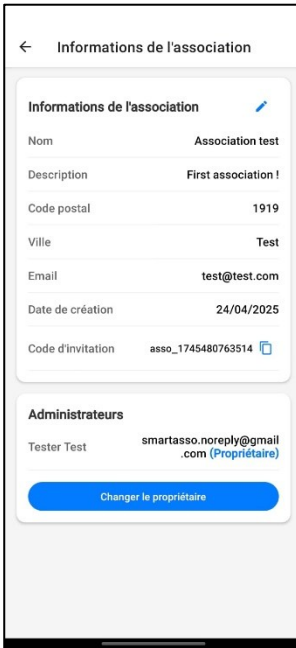 Informations de l'association
Informations de l'association
Nom Association test
Description First association !
Code postal 1919
Ville Test
Email test@test.com
Date de création 24/04/2025
Code d'invitation asso_1745480763514
Administrateurs
Tester Test smartasso.noreply@gmail
.com (Propriétaire)
Changer le propriétaire